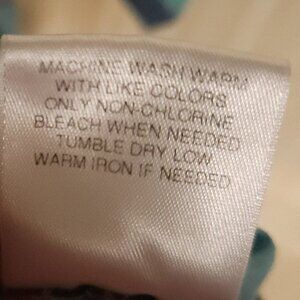 MACHINE WASH WARM
WITH LIKE COLORS
ONLY NON-CHLORINE
BLEACH WHEN NEEDED
TUMBLE DRY LOW
WARM IRON IF NEEDED